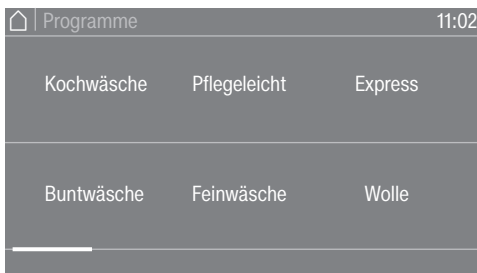 Programme 11:02
Kochwäsche Pflegeleicht Express
Buntwäsche Feinwäsche Wolle